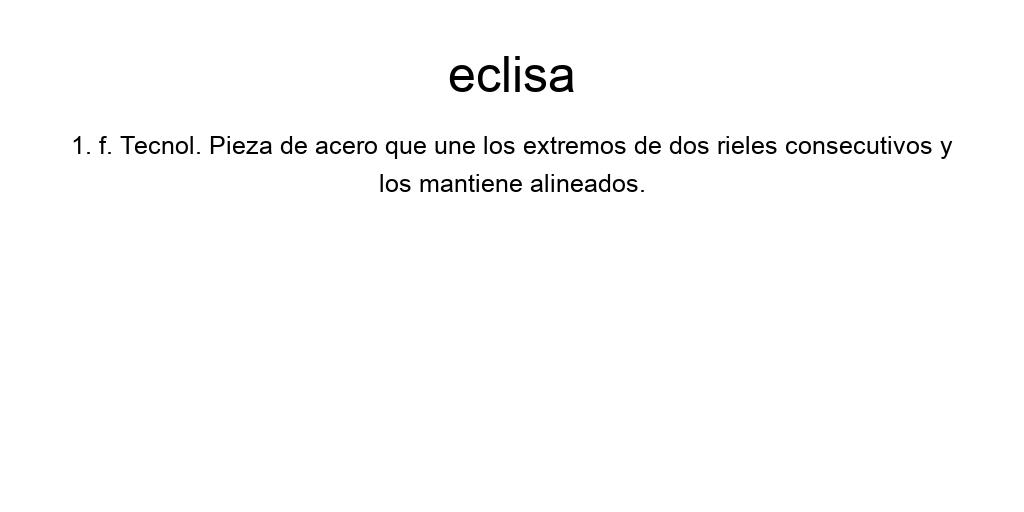 eclisa
1. f. Tecnol. Pieza de acero que une los extremos de dos rieles consecutivos y
los mantiene alineados.